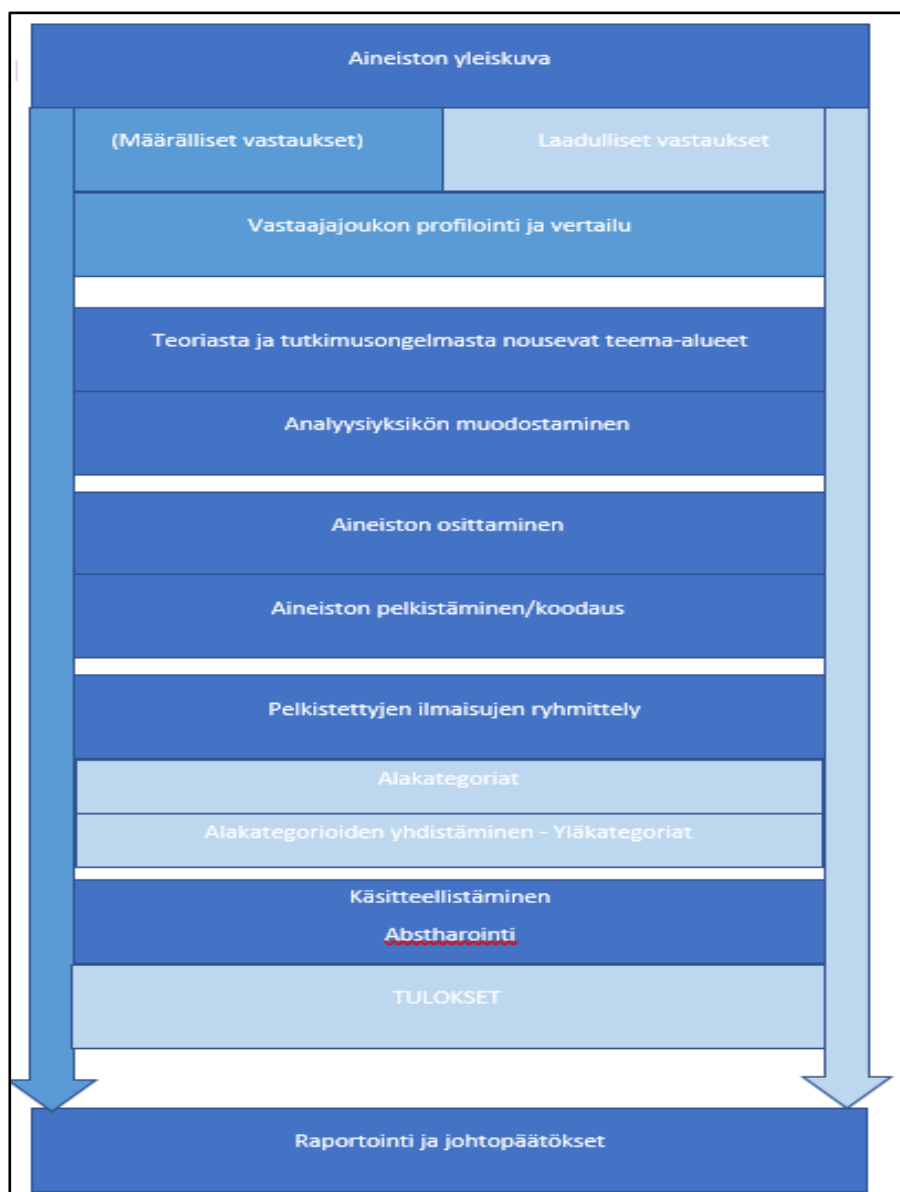 Aineiston yleiskuva
(Määrälliset vastaukset)
Laadulliset vastaukset
Vastaajajoukon profilointi ja vertailu
Teoriasta ja tutkimusongelmasta nousevat teema-alueet
Analyysiyksikön muodostaminen
Aineiston osittaminen
Aineiston pelkistäminen/koodaus
Pelkistettyjen ilmaisujen ryhmittely
Alakategoriat
Alakategorioiden yhdistäminen - Yläkategoriat
Käsitteellistäminen
Abstharointi
TULOKSET
Raportointi ja johtopäätökset